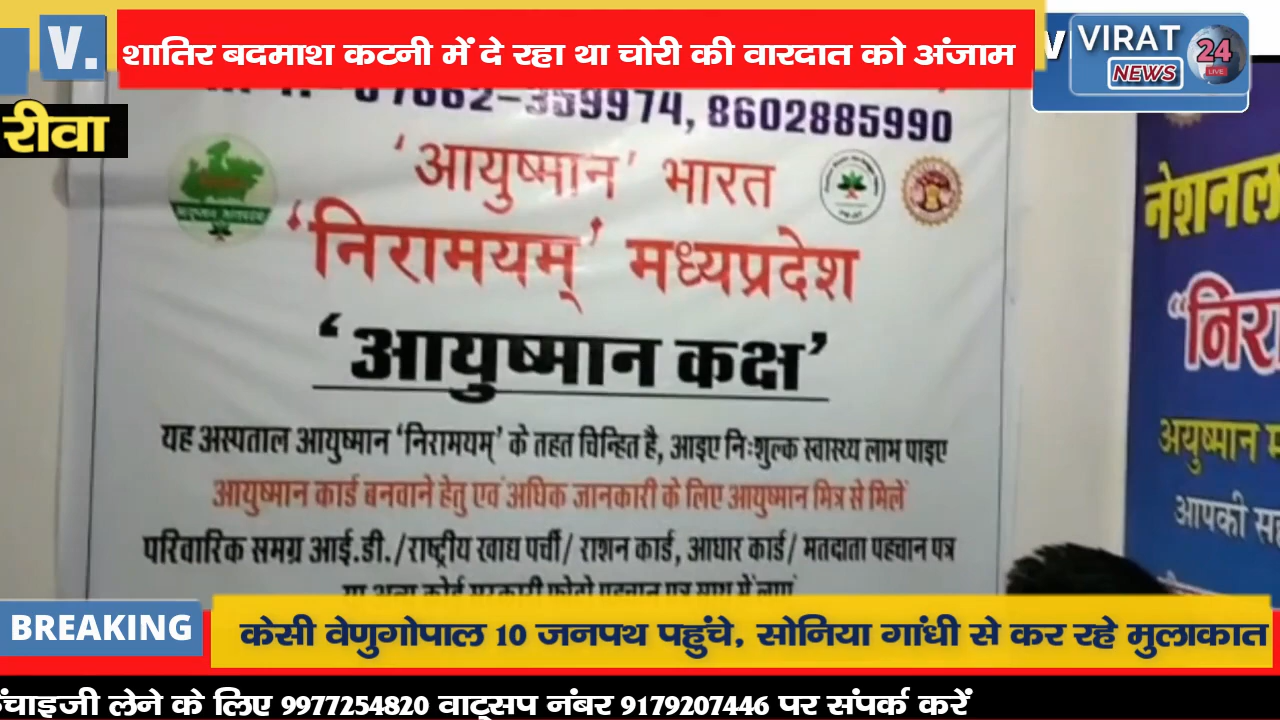 V.
शातिर बदमाश कटनी में दे रहा था चोरी की वारदात को अंजाम
VIRAT
24
LIVE
NEWS
रीवा
359974, 8602885990
'आयुष्मान' भारत
'निरामयम्' मध्यप्रदेश
नेशनल
'आयुष्मान कक्ष'
यह अस्पताल आयुष्मान 'निरामयम्' के तहत चिन्हित है, आइए निःशुल्क स्वास्थ्य लाभ पाइए
अयुष्मान
आयुष्मान कार्ड बनवाने हेतु एवं अधिक जानकारी के लिए आयुष्मान मित्र से मिलें
आपकी
परिवारिक समग्र आई.डी./राष्ट्रीय खाद्य पर्ची/ राशन कार्ड, आधार कार्ड/ मतदाता पहचान पत्र
BREAKING
केसी वेणुगोपाल 10 जनपथ पहुंचे, सोनिया गांधी से कर रहे मुलाकात
लेने के लिए 9977254820 वाट्सप नंबर 9179207446 पर संपर्क करें